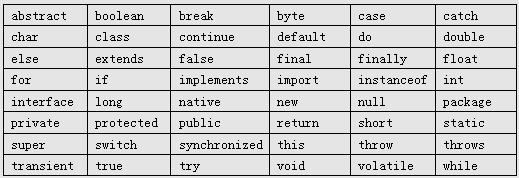 abstract boolean break byte case catch
char class continue default do double
else extends false final finally float
for if implements import instanceof int
interface long native new null package
private protected public return short static
super switch synchronized this throw throws
transient true try void volatile while